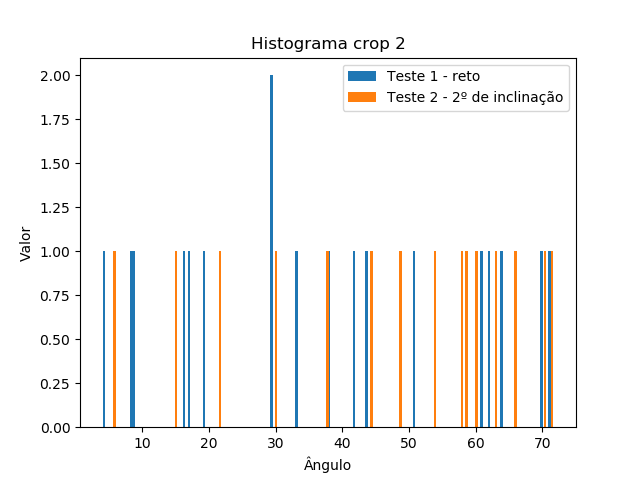 Histograma crop 2
Teste 1 - reto
Teste 2 - 2º de inclinação
2.00
1.75
1.50
1.25
1.00
0.75
0.50
0.25
0.00
Valor
10 20 30 40 50 60 70
Ângulo